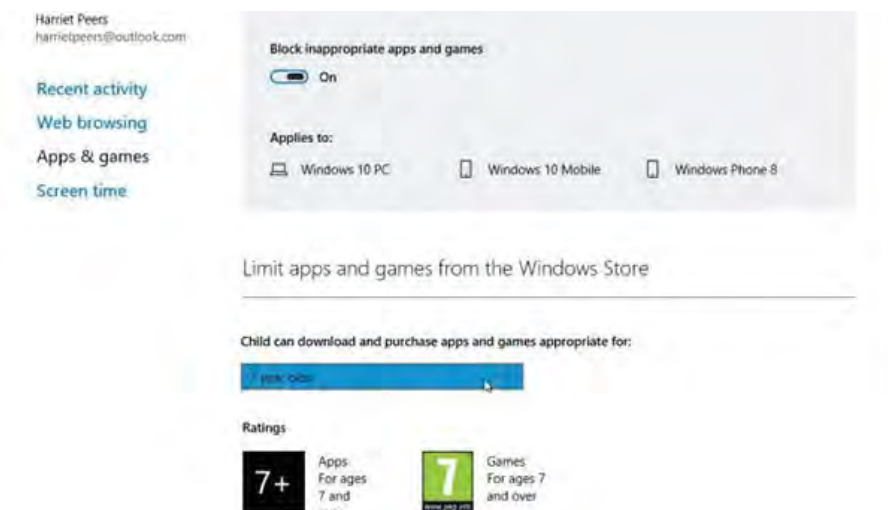 Harriet Peers
harrietpeers@outlook.com
Recent activity
Web browsing
Apps & games
Screen time
Block inappropriate apps and games
On
Applies to:
Windows 10 PC
Windows 10 Mobile
Windows Phone 8
Limit apps and games from the Windows Store
Child can download and purchase apps and games appropriate for:
7 year olds
Ratings
7+
Apps
For ages
7 and
7
Games
For ages 7
and over